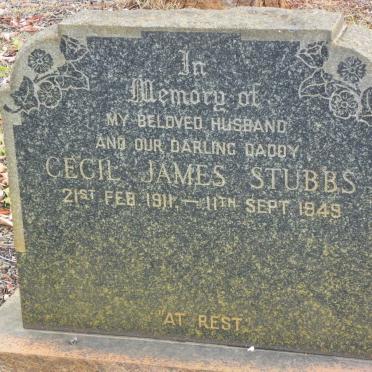 In
Memory of
MY BELOVED HUSBAND
AND OUR DARLING DADDY
CECIL JAMES STUBBS
21ST FEB. 1911. — 11TH SEPT. 1949.
"AT REST."